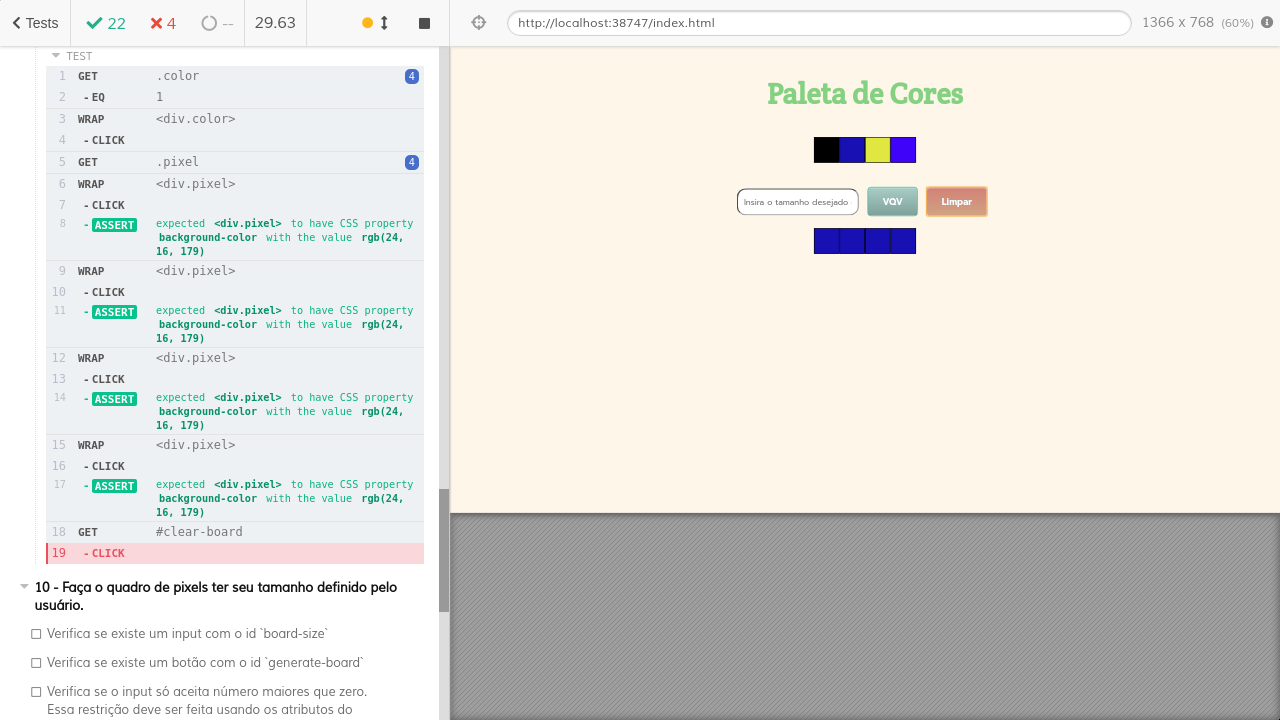 Tests
22
4
--
29.63
http://localhost:38747/index.html
1366 x 768 (60%)
TEST
1 GET .color 4
2 - EQ 1
3 WRAP <div.color>
4 - CLICK
5 GET .pixel 4
6 WRAP <div.pixel>
7 - CLICK
8 - ASSERT expected <div.pixel> to have CSS property
background-color with the value rgb(24,
16, 179)
9 WRAP <div.pixel>
10 - CLICK
11 - ASSERT expected <div.pixel> to have CSS property
background-color with the value rgb(24,
16, 179)
12 WRAP <div.pixel>
13 - CLICK
14 - ASSERT expected <div.pixel> to have CSS property
background-color with the value rgb(24,
16, 179)
15 WRAP <div.pixel>
16 - CLICK
17 - ASSERT expected <div.pixel> to have CSS property
background-color with the value rgb(24,
16, 179)
18 GET #clear-board
19 - CLICK
10 - Faça o quadro de pixels ter seu tamanho definido pelo
usuário.
Verifica se existe um input com o id `board-size`
Verifica se existe um botão com o id `generate-board`
Verifica se o input só aceita número maiores que zero.
Essa restrição deve ser feita usando os atributos do
Paleta de Cores
Insira o tamanho desejado
VQV
Limpar